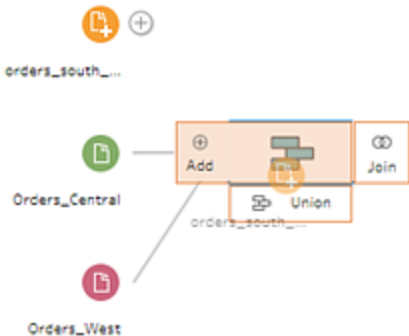 orders_south_...
Add
Join
Orders_Central
Union
orders_south_...
Orders_West